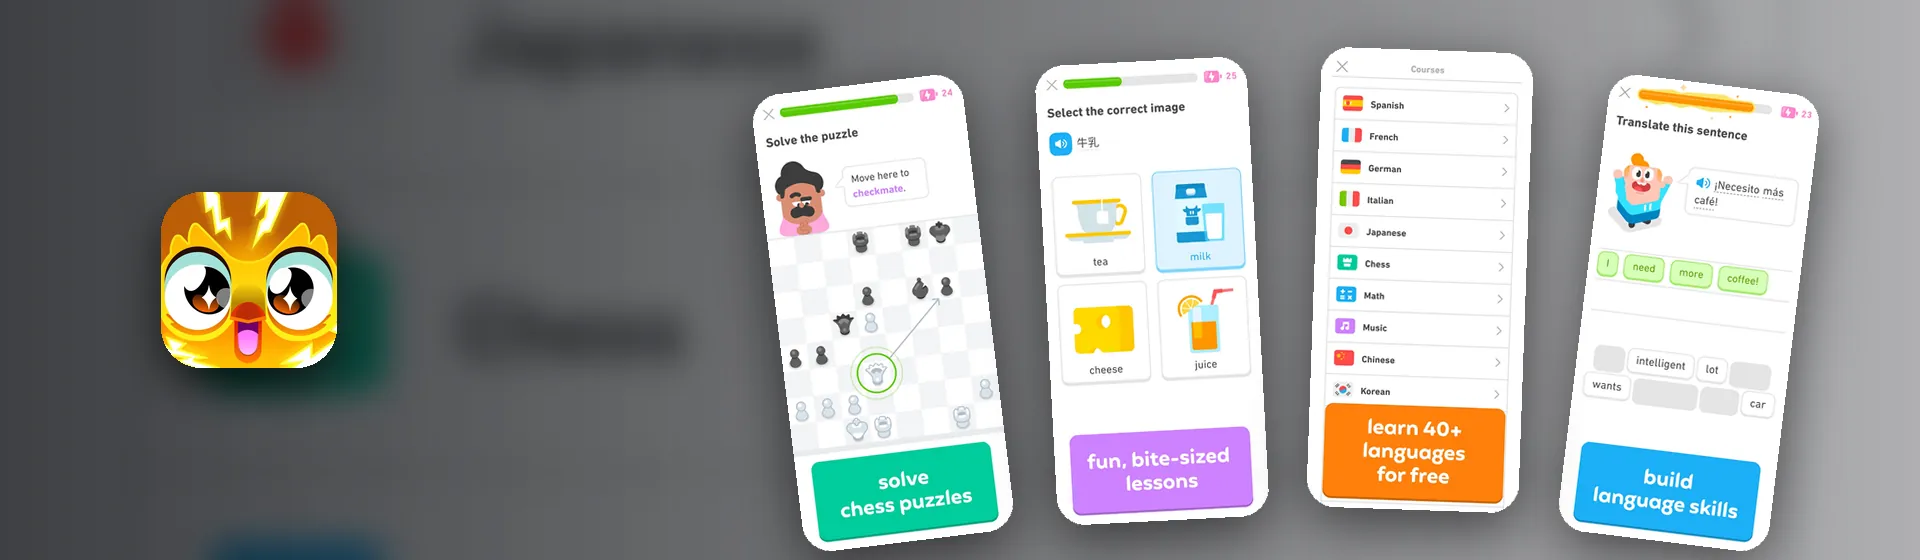 24
Solve the puzzle
Move here to
checkmate.
solve
chess puzzles
25
Select the correct image
牛乳
tea
milk
cheese
juice
fun, bite-sized
lessons
Courses
Spanish
French
German
Italian
Japanese
Chess
Math
Music
Chinese
Korean
learn 40+
languages
for free
23
Translate this sentence
¡Necesito más
café!
I need more coffee!
intelligent lot
wants car
build
language skills